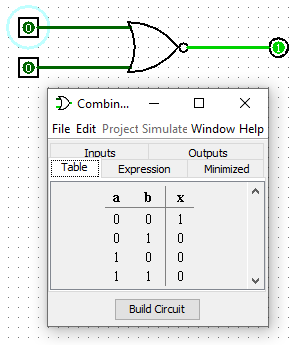 0
1
0
Combin...
File Edit Project Simulate Window Help
Inputs Outputs
Table Expression Minimized
a b x
0 0 1
0 1 0
1 0 0
1 1 0
Build Circuit